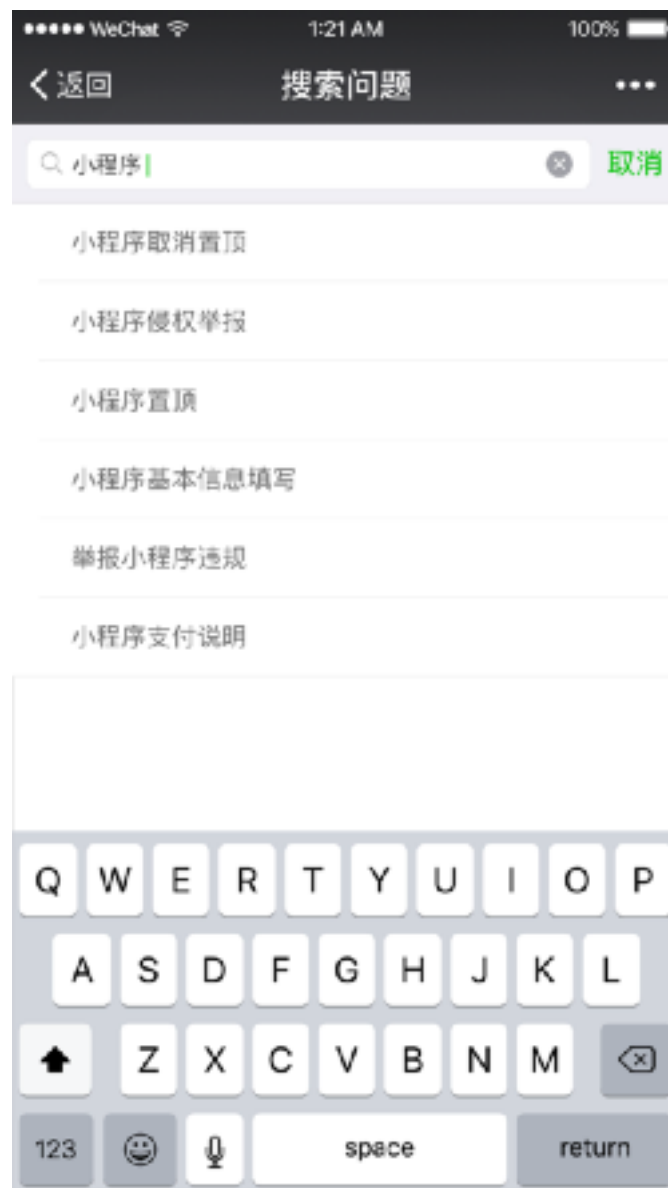 WeChat 1:21 AM 100%
返回 搜索问题
小程序 取消
小程序取消置顶
小程序侵权举报
小程序置顶
小程序基本信息填写
举报小程序违规
小程序支付说明
Q W E R T Y U I O P
A S D F G H J K L
Z X C V B N M
123 space return